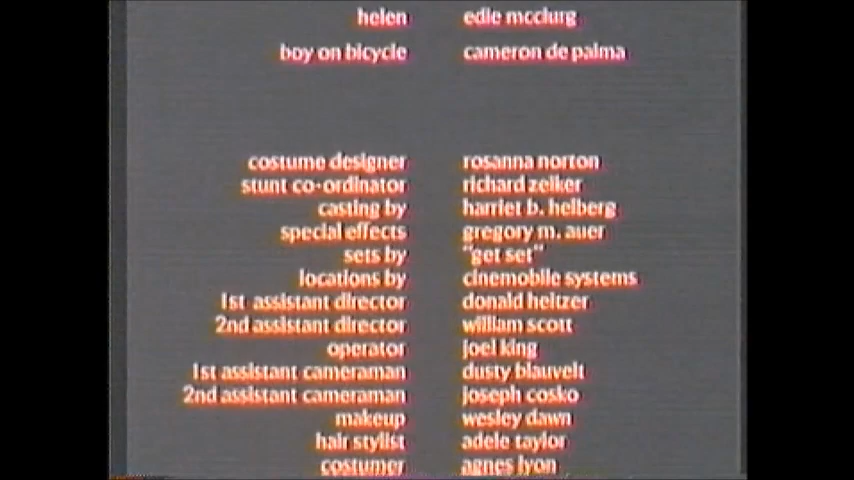 helen edie mcclurg
boy on bicycle cameron de palma
costume designer rosanna norton
stunt co-ordinator richard zeiker
casting by harriet b. helberg
special effects gregory m. auer
sets by "get set"
locations by cinemobile systems
1st assistant director donald heitzer
2nd assistant director william scott
operator joel king
1st assistant cameraman dusty blauvelt
2nd assistant cameraman joseph cosko
makeup wesley dawn
hair stylist adele taylor
costumer agnes lyon